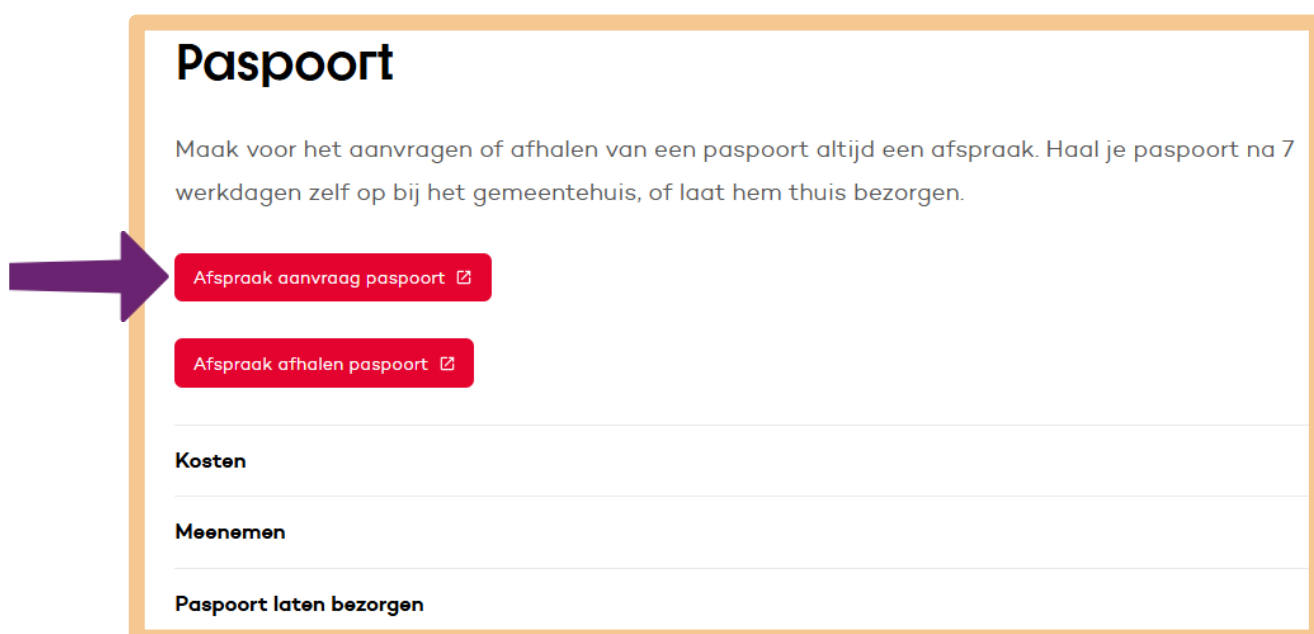 Paspoort
Maak voor het aanvragen of afhalen van een paspoort altijd een afspraak. Haal je paspoort na 7
werkdagen zelf op bij het gemeentehuis, of laat hem thuis bezorgen.
Afspraak aanvraag paspoort
Afspraak afhalen paspoort
Kosten
Meenemen
Paspoort laten bezorgen